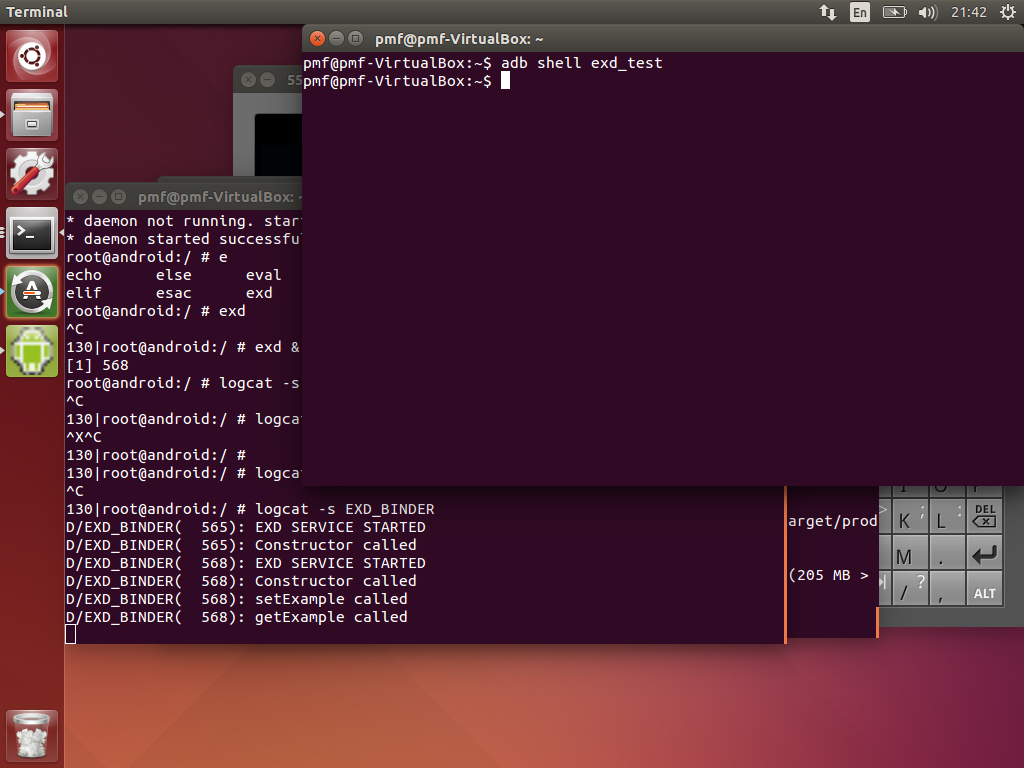 Terminal
En
21:42
pmf@pmf-VirtualBox: ~
pmf@pmf-VirtualBox:~$ adb shell exd_test
pmf@pmf-VirtualBox:~$
55
pmf@pmf-VirtualBox: ~
* daemon not running. star
* daemon started successfu
root@android:/ # e
echo else eval
elif esac exd
root@android:/ # exd
^C
130|root@android:/ # exd &
[1] 568
root@android:/ # logcat -s
^C
130|root@android:/ # logca
^X^C
130|root@android:/ #
130|root@android:/ # logca
^C
130|root@android:/ # logcat -s EXD_BINDER
D/EXD_BINDER( 565): EXD SERVICE STARTED
D/EXD_BINDER( 565): Constructor called
D/EXD_BINDER( 568): EXD SERVICE STARTED
D/EXD_BINDER( 568): Constructor called
D/EXD_BINDER( 568): setExample called
D/EXD_BINDER( 568): getExample called
arget/prod
(205 MB >
K ; L : DEL
M .
/ ? , ALT